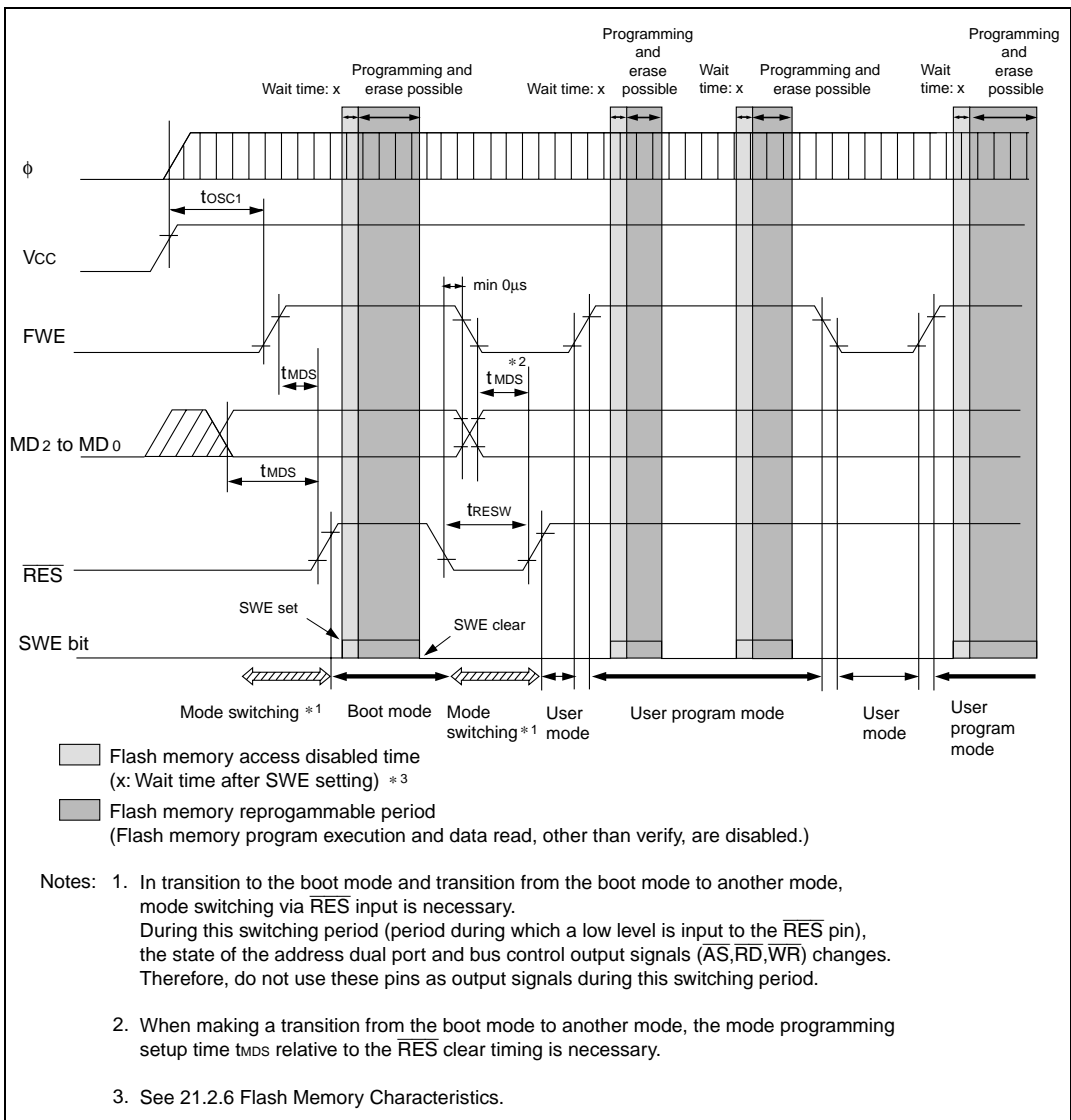 Programming
and
erase
possible
Programming
and
erase
possible
Wait time: x
Programming and
erase possible
Wait time: x
Wait
time: x
Programming and
erase possible
Wait
time: x
ϕ
tOSC1
VCC
min 0µs
FWE
tMDS
*2
tMDS
MD2 to MD0
tMDS
tRESW
RES
SWE set
SWE clear
SWE bit
Mode switching *1
Boot mode
Mode
switching *1
User
mode
User program mode
User
mode
User
program
mode
Flash memory access disabled time
(x: Wait time after SWE setting) *3
Flash memory reprogammable period
(Flash memory program execution and data read, other than verify, are disabled.)
Notes: 1. In transition to the boot mode and transition from the boot mode to another mode,
mode switching via RES input is necessary.
During this switching period (period during which a low level is input to the RES pin),
the state of the address dual port and bus control output signals (AS,RD,WR) changes.
Therefore, do not use these pins as output signals during this switching period.
2. When making a transition from the boot mode to another mode, the mode programming
setup time tMDS relative to the RES clear timing is necessary.
3. See 21.2.6 Flash Memory Characteristics.